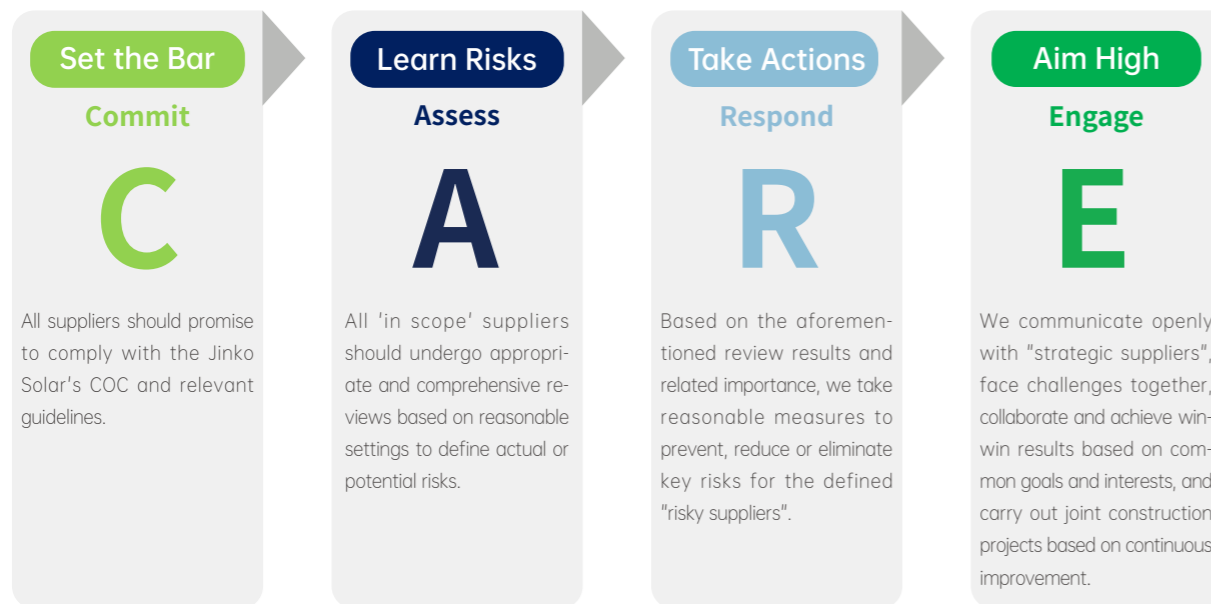 Set the Bar
Commit
C
All suppliers should promise
to comply with the Jinko
Solar's COC and relevant
guidelines.
Learn Risks
Assess
A
All 'in scope' suppliers
should undergo appropri-
ate and comprehensive re-
views based on reasonable
settings to define actual or
potential risks.
Take Actions
Respond
R
Based on the aforemen-
tioned review results and
related importance, we take
reasonable measures to
prevent, reduce or eliminate
key risks for the defined
"risky suppliers".
Aim High
Engage
E
We communicate openly
with "strategic suppliers",
face challenges together,
collaborate and achieve win-
win results based on com-
mon goals and interests, and
carry out joint construction
projects based on continuous
improvement.